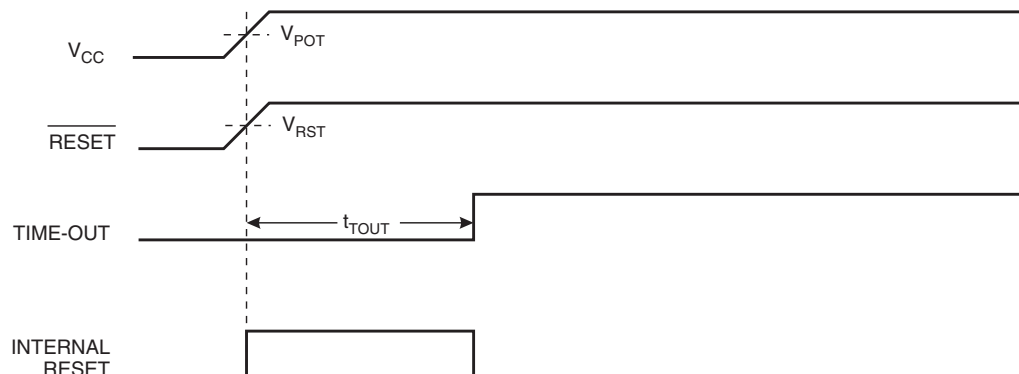 V_CC
V_POT
RESET
V_RST
TIME-OUT
t_TOUT
INTERNAL
RESET